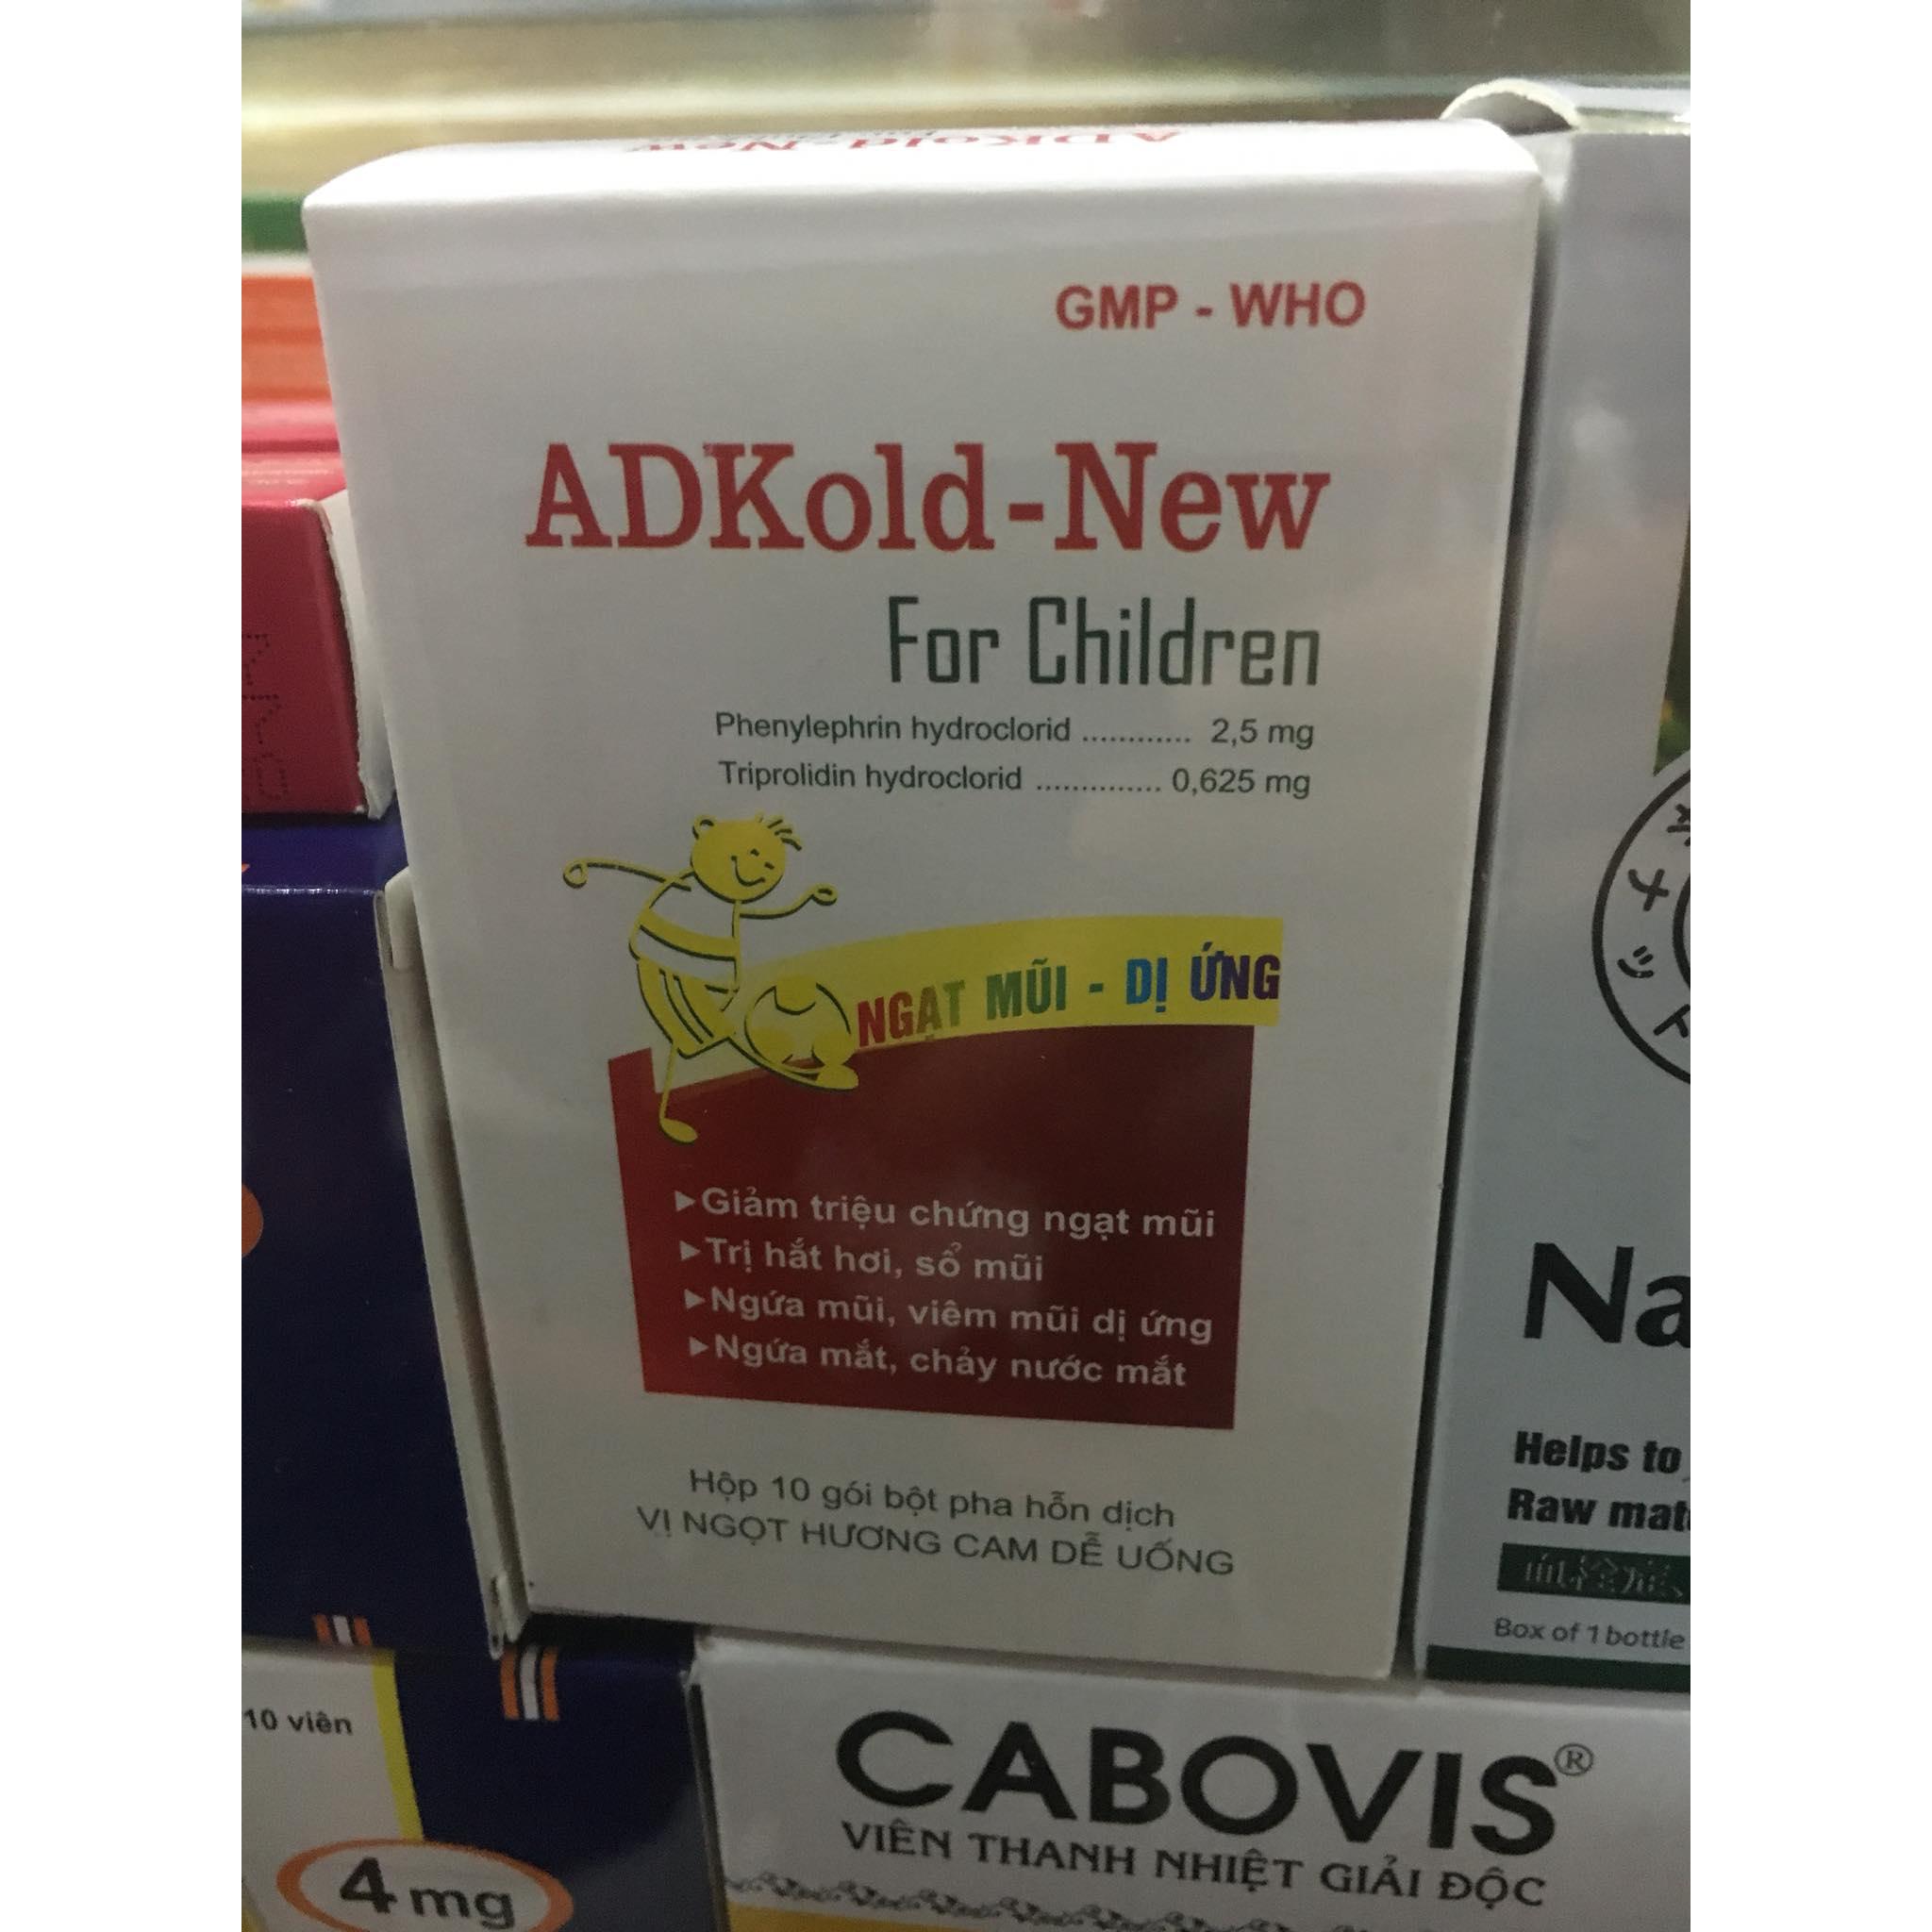 ADKold-New
GMP - WHO
ADKold-New
For Children
Phenylephrin hydroclorid ............ 2,5 mg
Triprolidin hydroclorid .............. 0,625 mg
NGẠT MŨI - DỊ ỨNG
►Giảm triệu chứng ngạt mũi
►Trị hắt hơi, sổ mũi
►Ngứa mũi, viêm mũi dị ứng
►Ngứa mắt, chảy nước mắt
Hộp 10 gói bột pha hỗn dịch
VỊ NGỌT HƯƠNG CAM DỄ UỐNG
Na
Helps to
Raw mat
Box of 1 bottle
10 viên
4 mg
CABOVIS®
VIÊN THANH NHIỆT GIẢI ĐỘC